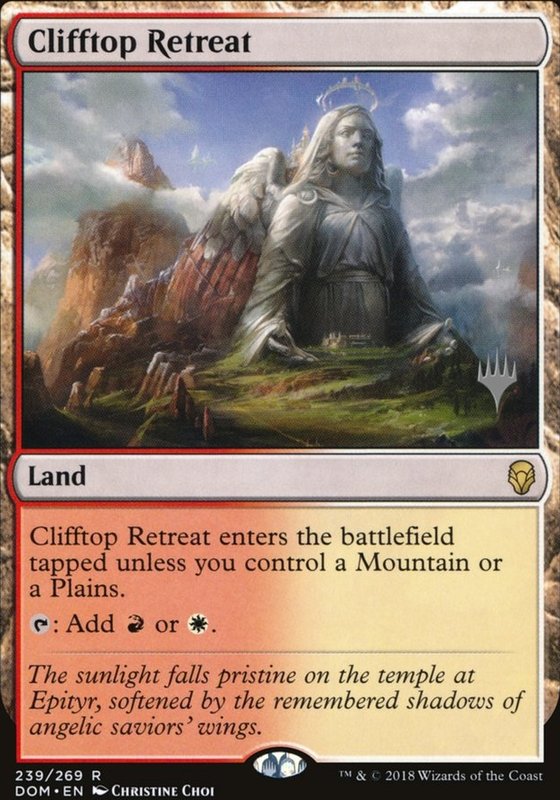 Clifftop Retreat
Land
Clifftop Retreat enters the battlefield
tapped unless you control a Mountain or
a Plains.
: Add or .
The sunlight falls pristine on the temple at
Epityr, softened by the remembered shadows of
angelic saviors' wings.
239/269 R
DOM • EN Christine Choi
™ & © 2018 Wizards of the Coast